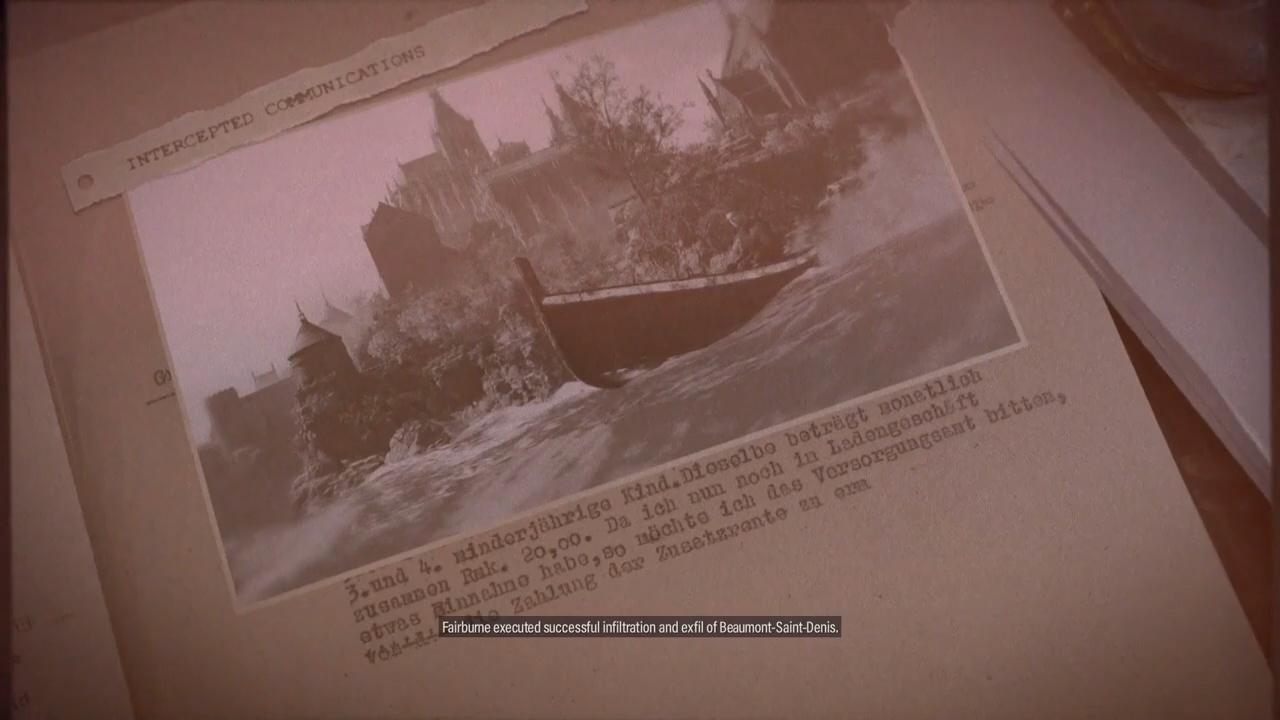 INTERCEPTED COMMUNICATIONS
3.und 4. minderjährige Kind.Dieselbe beträgt monatlich
zusammen Rmk. 20,00. Da ich nun noch in Ladengeschäft
etwas Einnahme habe,so möchte ich das Versorgungsamt bitten,
die Zahlung der Zusatzrente zu erm
Fairburne executed successful infiltration and exfil of Beaumont-Saint-Denis.